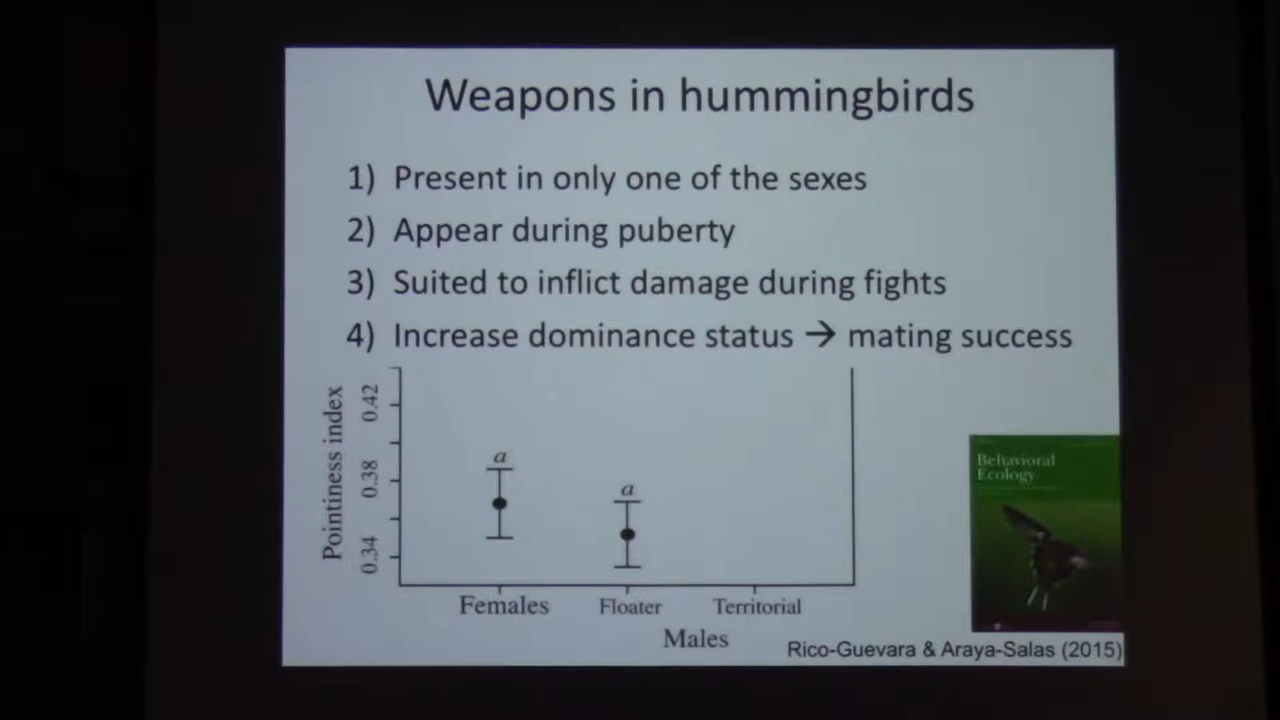 Weapons in hummingbirds
1) Present in only one of the sexes
2) Appear during puberty
3) Suited to inflict damage during fights
4) Increase dominance status → mating success
Pointiness index
0.42
0.38
0.34
a
a
Females
Floater
Territorial
Males
Behavioral
Ecology
Rico-Guevara & Araya-Salas (2015)